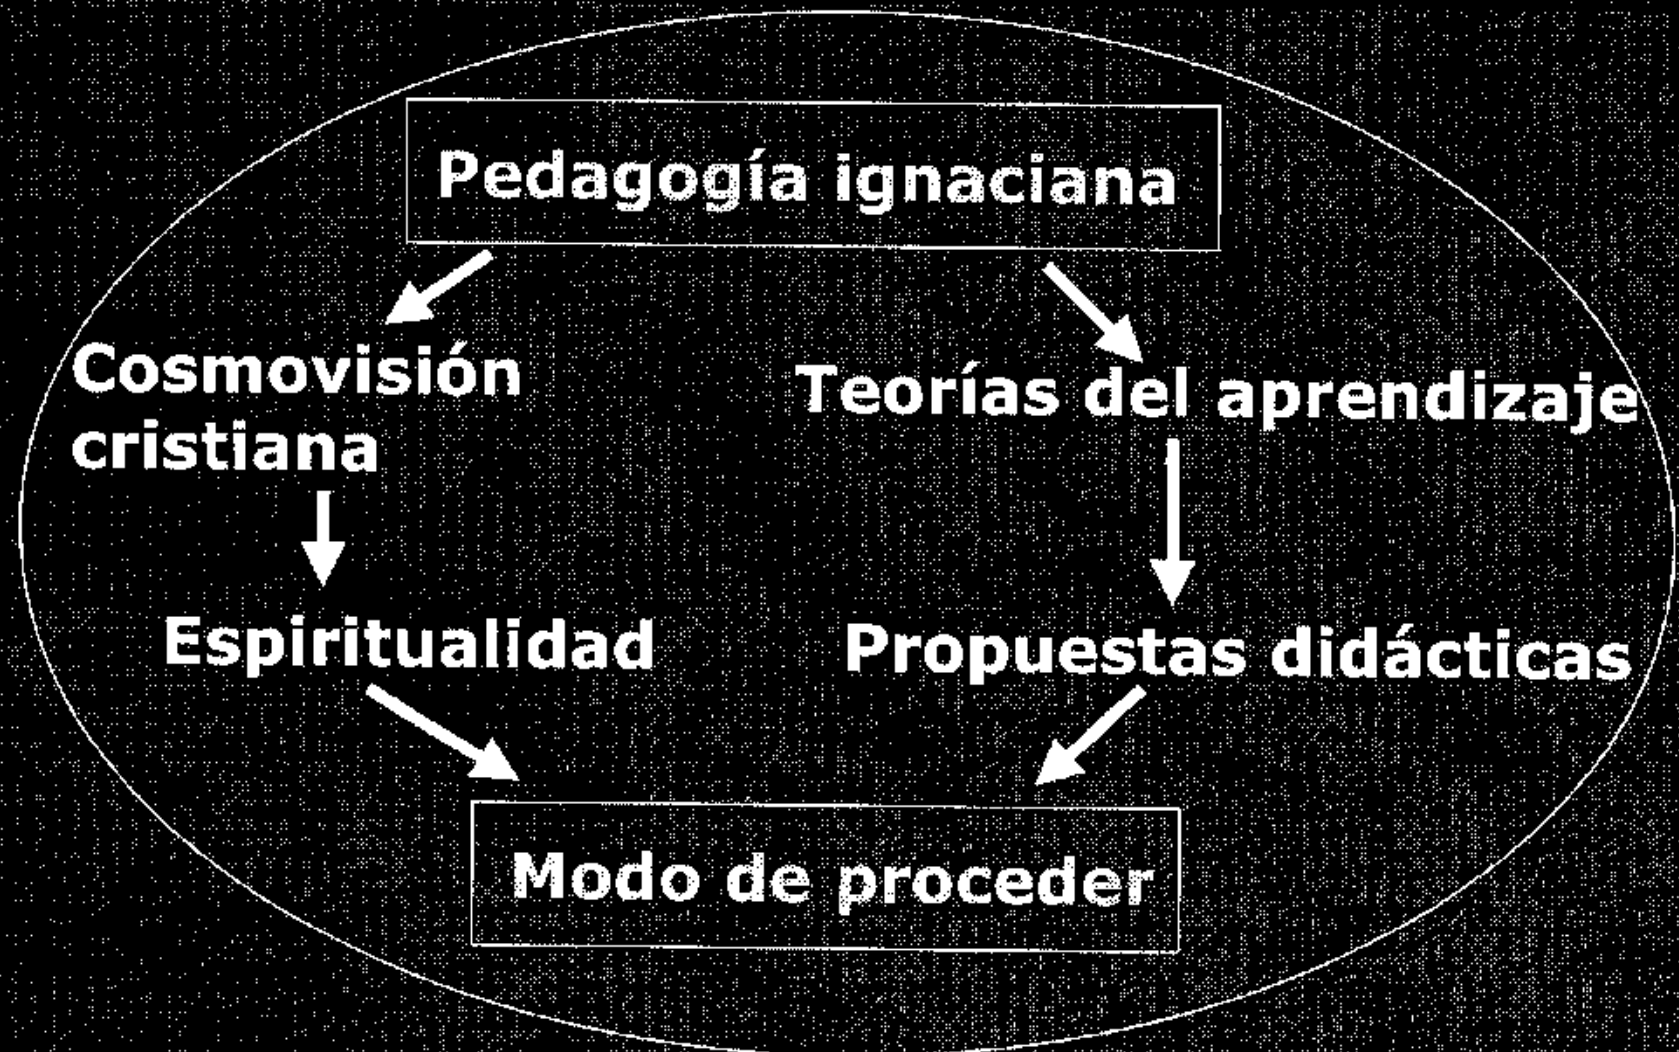 Pedagogía ignaciana
Cosmovisión
cristiana
Teorías del aprendizaje
Espiritualidad
Propuestas didácticas
Modo de proceder